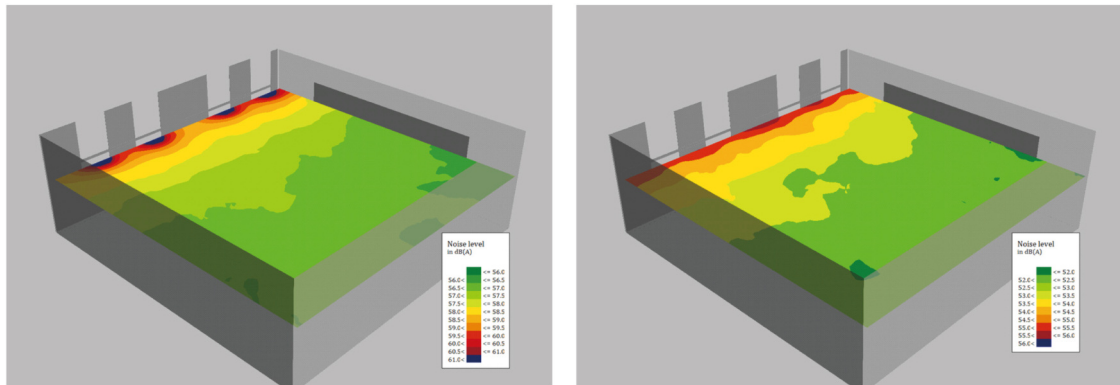 Noise level
in dB(A)
<= 56.0
56.0< <= 56.5
56.5< <= 57.0
57.0< <= 57.5
57.5< <= 58.0
58.0< <= 58.5
58.5< <= 59.0
59.0< <= 59.5
59.5< <= 60.0
60.0< <= 60.5
60.5< <= 61.0
61.0<
Noise level
in dB(A)
<= 52.0
52.0< <= 52.5
52.5< <= 53.0
53.0< <= 53.5
53.5< <= 54.0
54.0< <= 54.5
54.5< <= 55.0
55.0< <= 55.5
55.5< <= 56.0
56.0<